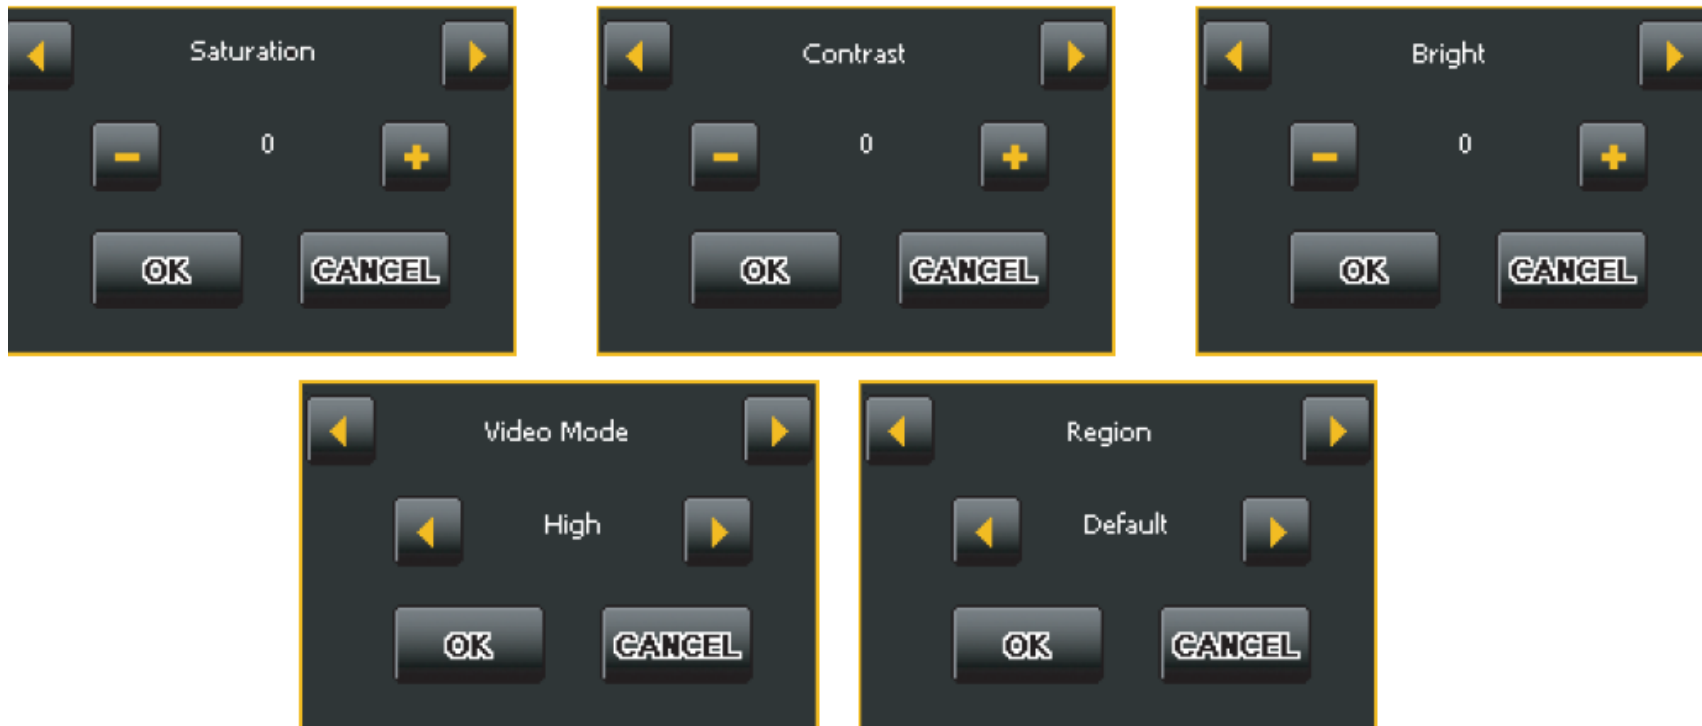 Saturation
0
OK CANCEL
Contrast
0
OK CANCEL
Bright
0
OK CANCEL
Video Mode
High
OK CANCEL
Region
Default
OK CANCEL